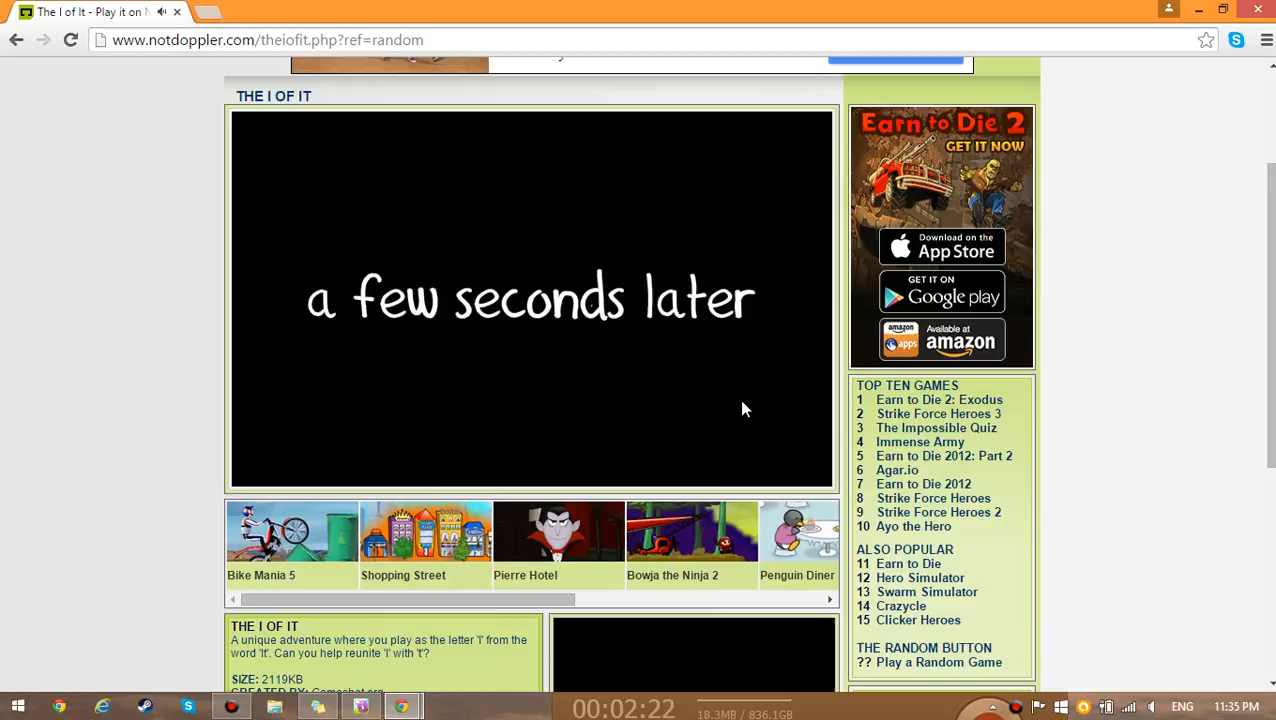 The I of It - Play it on N
www.notdoppler.com/theiofit.php?ref=random
THE I OF IT
a few seconds later
Earn to Die 2
GET IT NOW
Download on the
App Store
GET IT ON
Google play
amazon
apps
Available at
amazon
TOP TEN GAMES
1 Earn to Die 2: Exodus
2 Strike Force Heroes 3
3 The Impossible Quiz
4 Immense Army
5 Earn to Die 2012: Part 2
6 Agar.io
7 Earn to Die 2012
8 Strike Force Heroes
9 Strike Force Heroes 2
10 Ayo the Hero
ALSO POPULAR
11 Earn to Die
12 Hero Simulator
13 Swarm Simulator
14 Crazycle
15 Clicker Heroes
THE RANDOM BUTTON
?? Play a Random Game
Bike Mania 5
Shopping Street
Pierre Hotel
Bowja the Ninja 2
Penguin Diner
THE I OF IT
A unique adventure where you play as the letter 'I' from the
word 'It'. Can you help reunite 'I' with 't'?
SIZE: 2119KB
CREATED BY: Gameshot.org
00:02:22
18.3MB / 836.1GB
ENG
11:35 PM